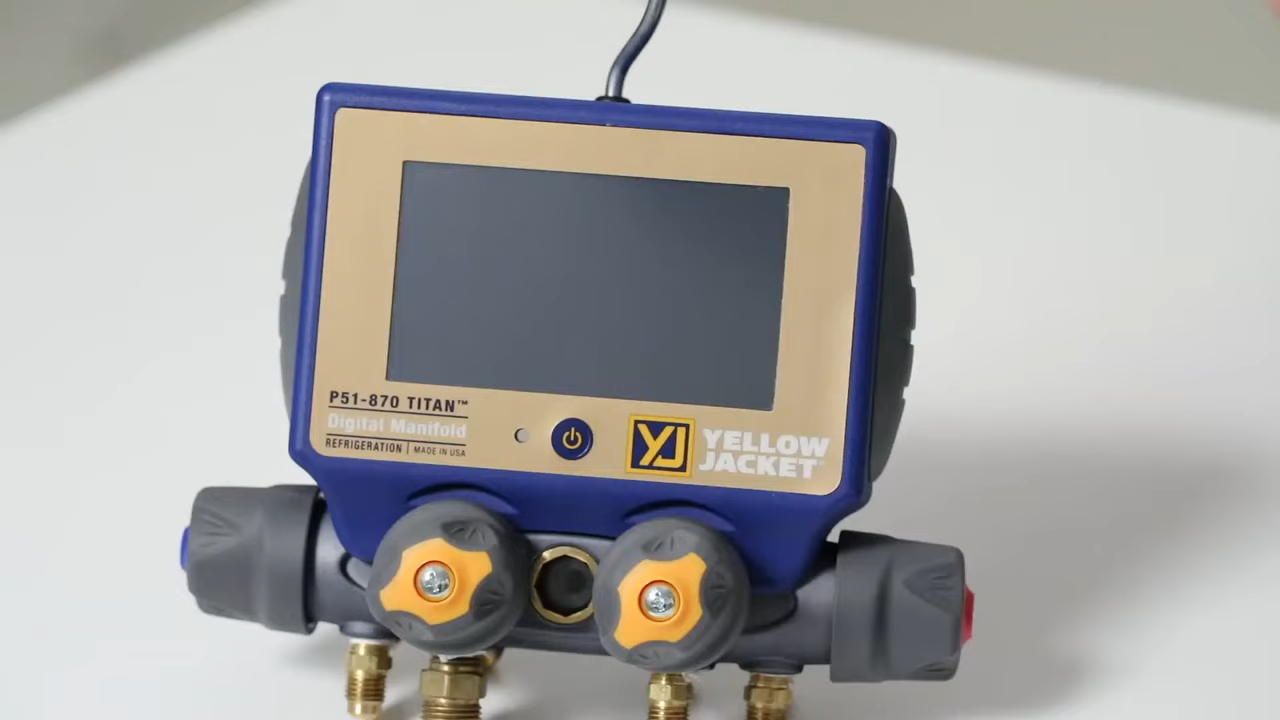 P51-870 TITAN™
Digital Manifold
REFRIGERATION | MADE IN USA
YJ YELLOW
JACKET®